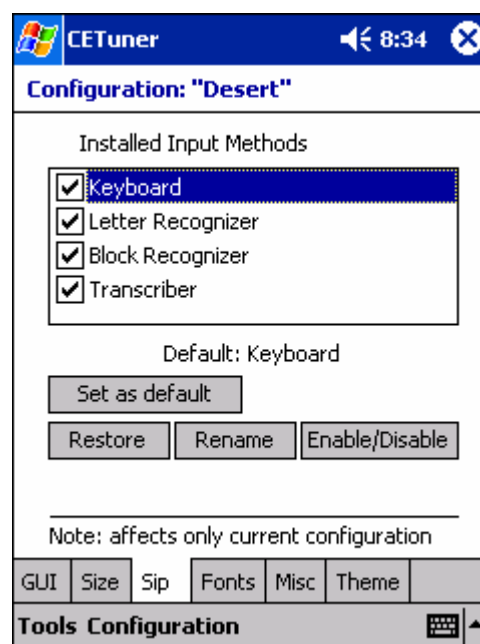 CETuner 8:34
Configuration: "Desert"
Installed Input Methods
Keyboard
Letter Recognizer
Block Recognizer
Transcriber
Default: Keyboard
Set as default
Restore Rename Enable/Disable
Note: affects only current configuration
GUI Size Sip Fonts Misc Theme
Tools Configuration